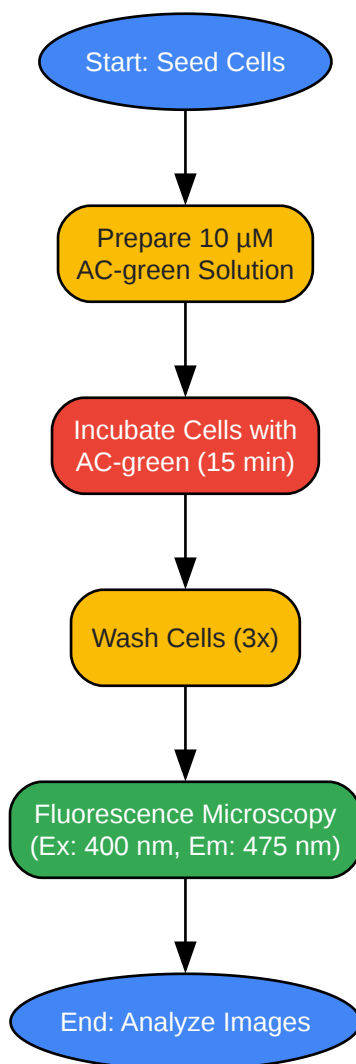 Start: Seed Cells
Prepare 10 µM
AC-green Solution
Incubate Cells with
AC-green (15 min)
Wash Cells (3x)
Fluorescence Microscopy
(Ex: 400 nm, Em: 475 nm)
End: Analyze Images